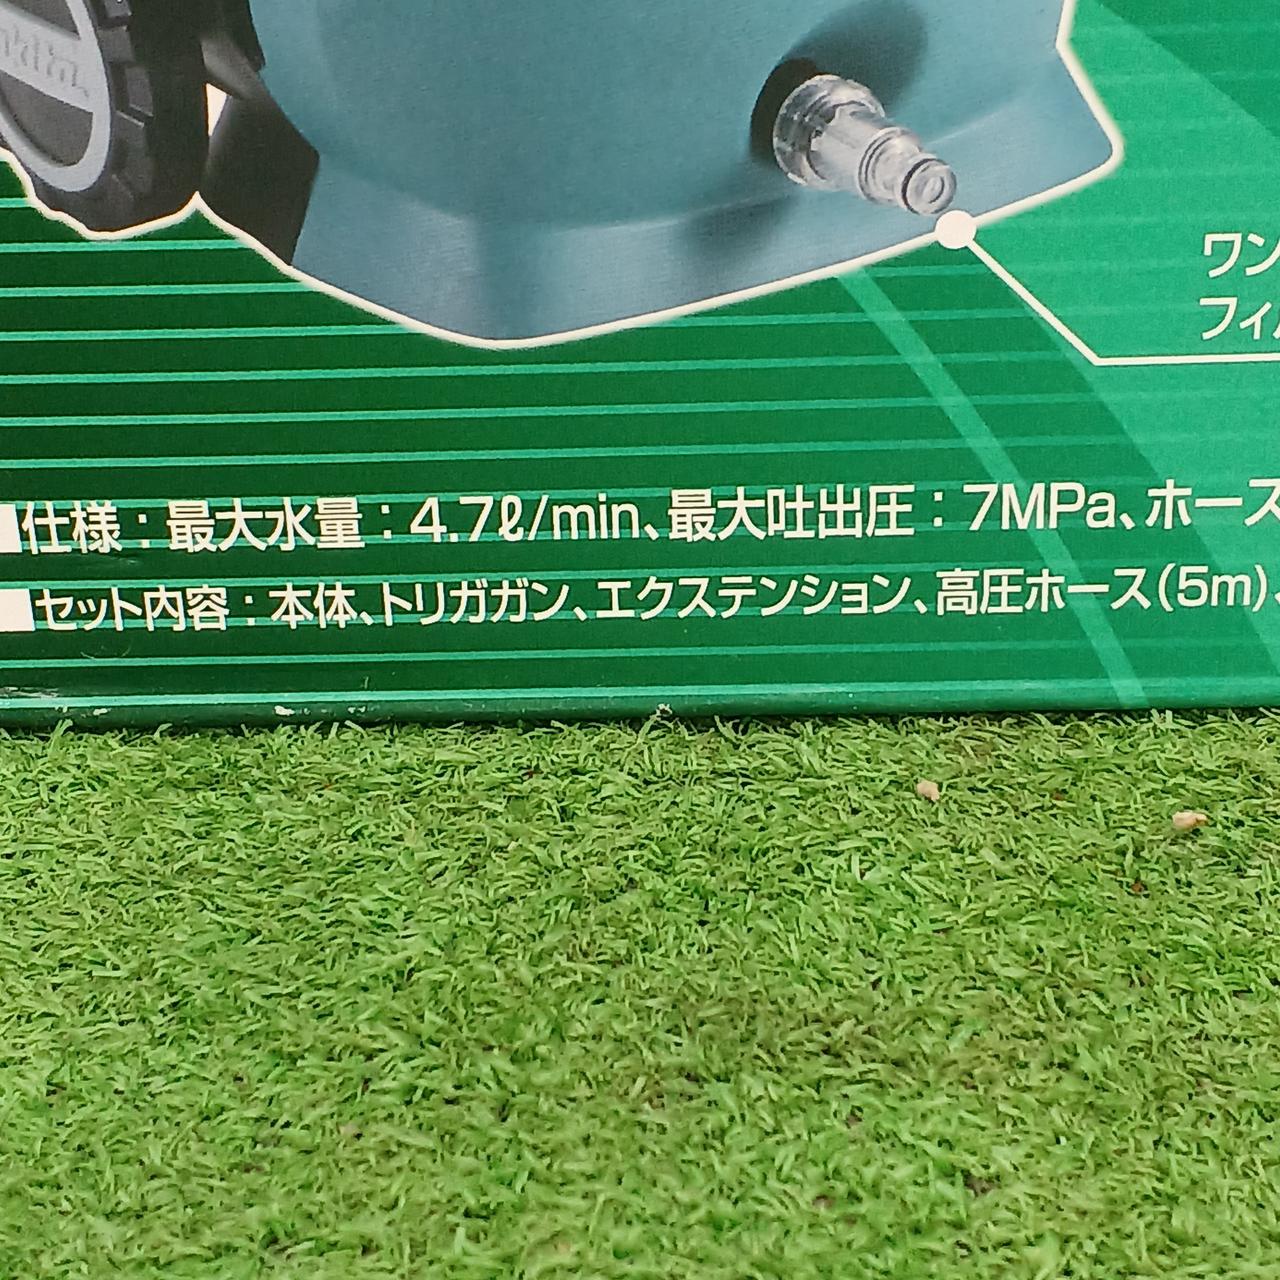 makita
ワン
フィル
■仕様：最大水量：4.7ℓ/min、最大吐出圧：7MPa、ホース
■セット内容：本体、トリガガン、エクステンション、高圧ホース(5m)、